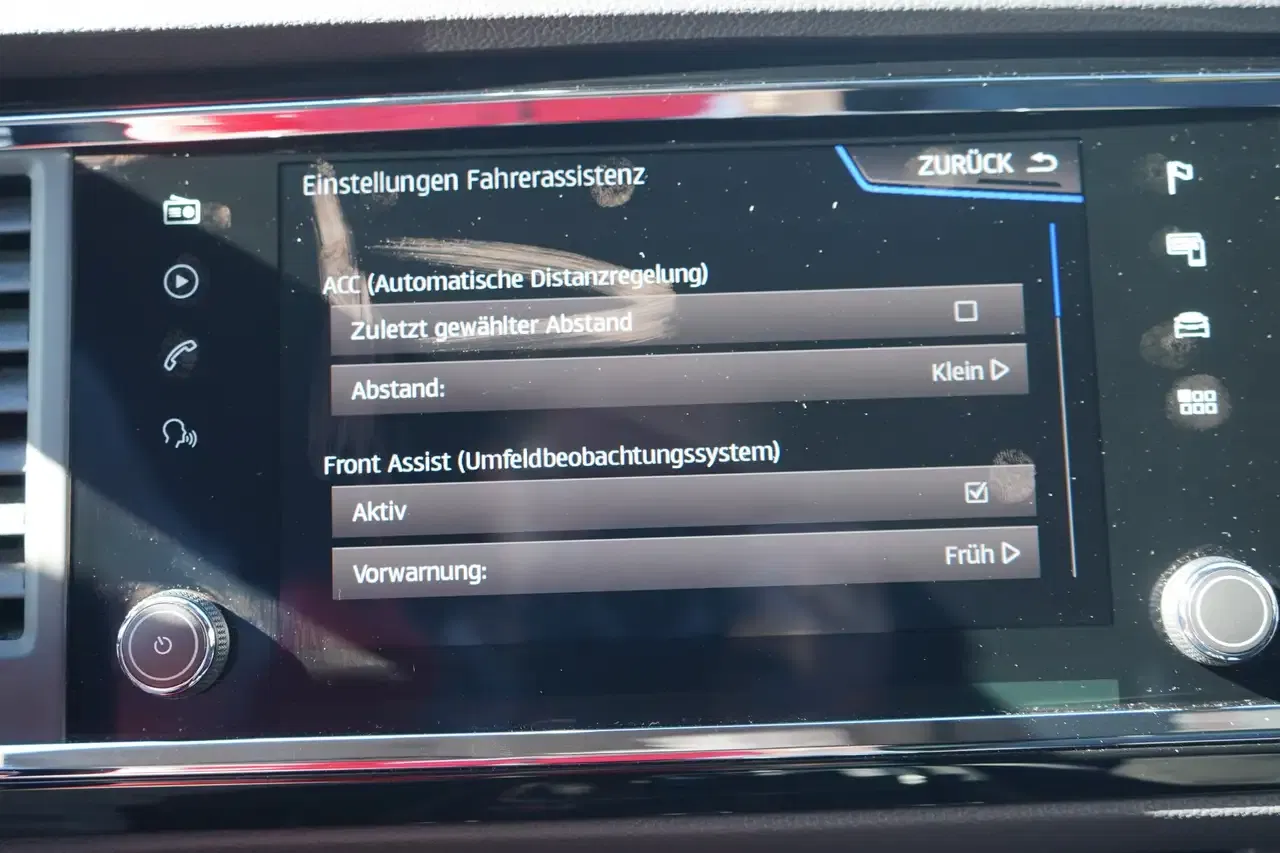 Einstellungen Fahrerassistenz
ZURÜCK
ACC (Automatische Distanzregelung)
Zuletzt gewählter Abstand
Abstand: Klein
Front Assist (Umfeldbeobachtungssystem)
Aktiv
Vorwarnung: Früh